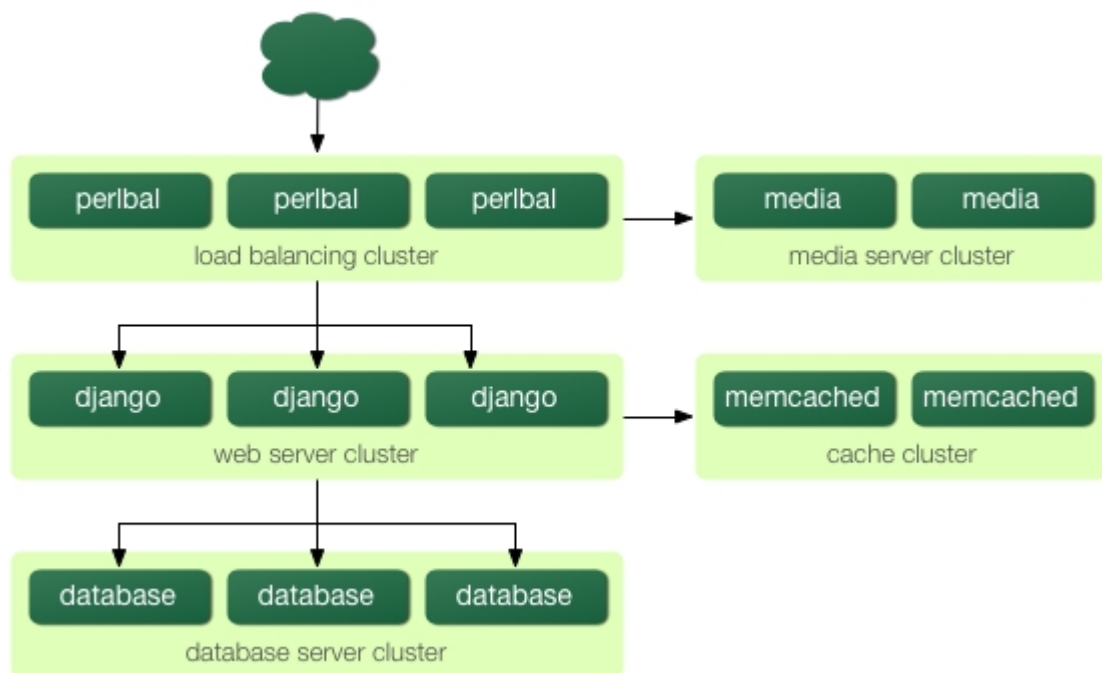 perlbal perlbal perlbal
load balancing cluster
media media
media server cluster
django django django
web server cluster
memcached memcached
cache cluster
database database database
database server cluster